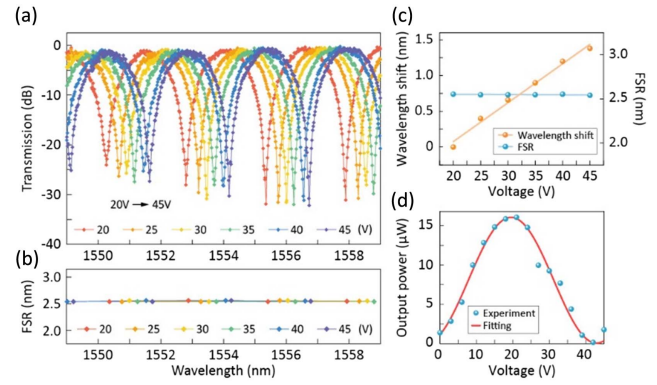 (a)
0
-10
-20
-30
-40
Transmission (dB)
20V → 45V
20 25 30 35 40 45 (V)
1550 1552 1554 1556 1558
(b)
3.0
2.5
2.0
FSR (nm)
20 25 30 35 40 45 (V)
1550 1552 1554 1556 1558
Wavelength (nm)
(c)
1.5
1.0
0.5
0
Wavelength shift (nm)
3.0
2.5
2.0
FSR (nm)
Wavelength shift
FSR
20 25 30 35 40 45
Voltage (V)
(d)
15
10
5
0
Output power (μW)
Experiment
Fitting
0 10 20 30 40
Voltage (V)